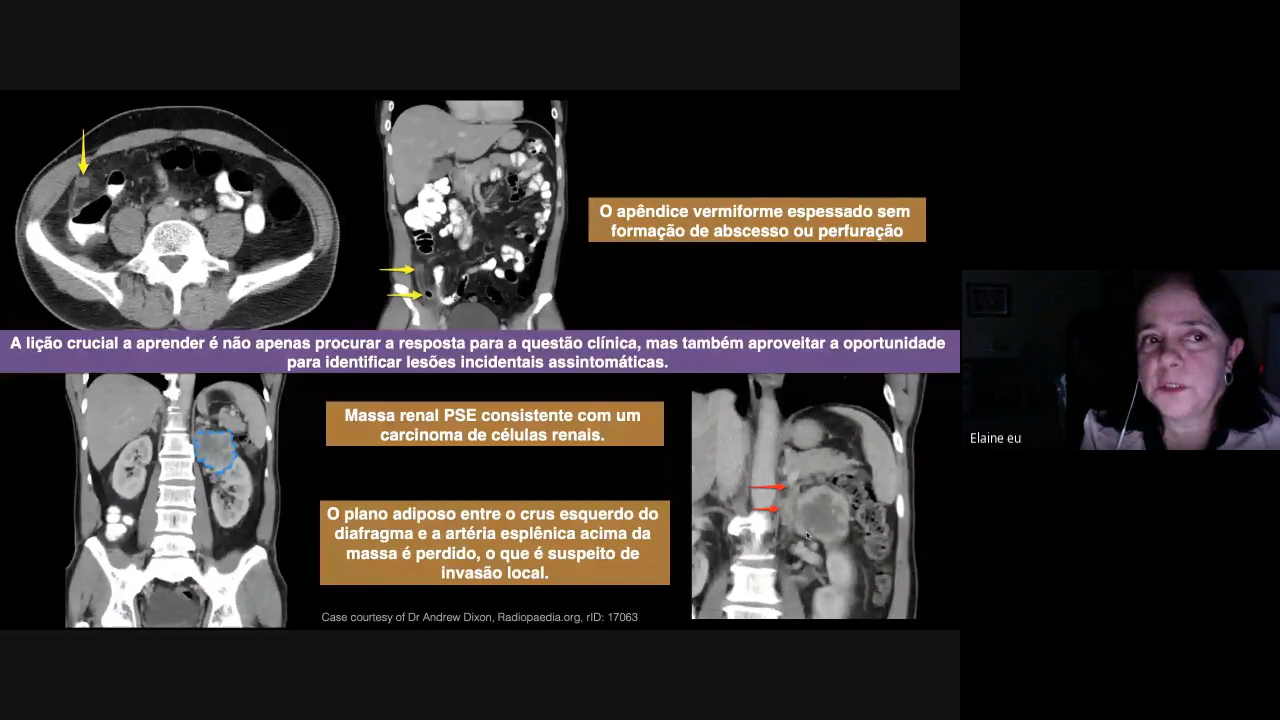 O apêndice vermiforme espessado sem
formação de abscesso ou perfuração
A lição crucial a aprender é não apenas procurar a resposta para a questão clínica, mas também aproveitar a oportunidade
para identificar lesões incidentais assintomáticas.
Massa renal PSE consistente com um
carcinoma de células renais.
O plano adiposo entre o crus esquerdo do
diafragma e a artéria esplênica acima da
massa é perdido, o que é suspeito de
invasão local.
Case courtesy of Dr Andrew Dixon, Radiopaedia.org, rID: 17063
Elaine eu